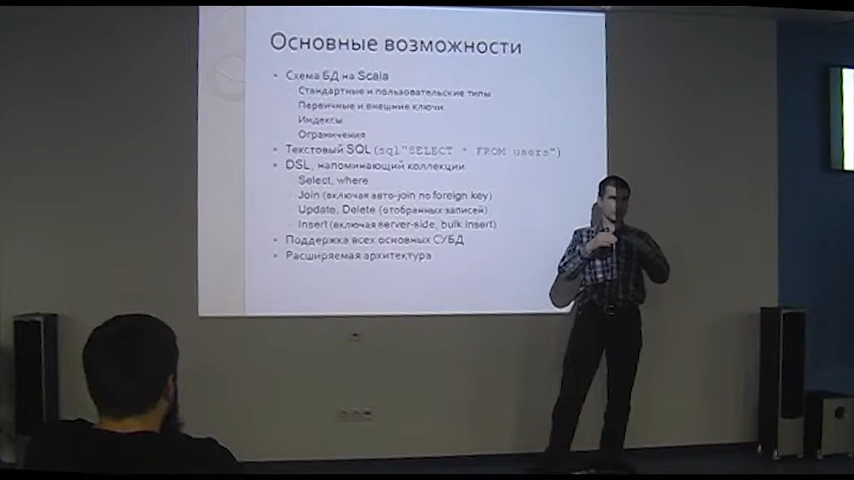 Основные возможности
Схема БД на Scala
Стандартные и пользовательские типы
Первичные и внешние ключи
Индексы
Ограничения
Текстовый SQL (sql"SELECT * FROM users")
DSL, напоминающий коллекции
Select, where
Join (включая авто-join по foreign key)
Update, Delete (отобранных записей)
Insert (включая server-side, bulk insert)
Поддержка всех основных СУБД
Расширяемая архитектура